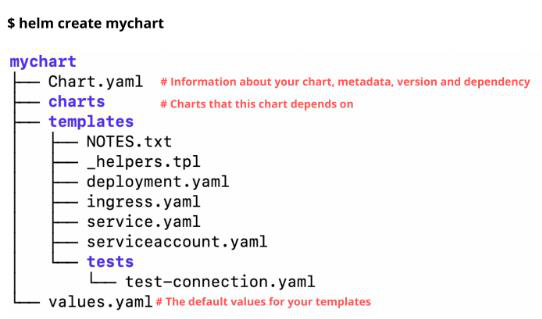 $ helm create mychart
mychart
├── Chart.yaml # Information about your chart, metadata, version and dependency
├── charts # Charts that this chart depends on
├── templates
│   ├── NOTES.txt
│   ├── _helpers.tpl
│   ├── deployment.yaml
│   ├── ingress.yaml
│   ├── service.yaml
│   ├── serviceaccount.yaml
│   └── tests
│       └── test-connection.yaml
└── values.yaml # The default values for your templates